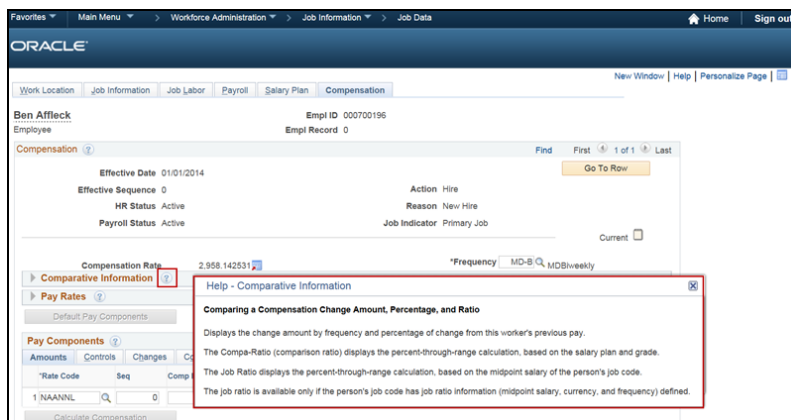 Favorites Main Menu > Workforce Administration > Job Information > Job Data Home Sign out
ORACLE
New Window | Help | Personalize Page |
Work Location Job Information Job Labor Payroll Salary Plan Compensation
Ben Affleck Empl ID 000700196
Employee Empl Record 0
Compensation Find First 1 of 1 Last
Effective Date 01/01/2014 Go To Row
Effective Sequence 0 Action Hire
HR Status Active Reason New Hire
Payroll Status Active Job Indicator Primary Job
Current
Compensation Rate 2,958.142531 *Frequency MD-B MDBiweekly
Comparative Information ?
Help - Comparative Information
Pay Rates ?
Comparing a Compensation Change Amount, Percentage, and Ratio
Default Pay Components
Displays the change amount by frequency and percentage of change from this worker's previous pay.
Pay Components ?
The Compa-Ratio (comparison ratio) displays the percent-through-range calculation, based on the salary plan and grade.
Amounts Controls Changes
The Job Ratio displays the percent-through-range calculation, based on the midpoint salary of the person's job code.
*Rate Code Seq Comp
The job ratio is available only if the person's job code has job ratio information (midpoint salary, currency, and frequency) defined.
1 NAANNL 0
Calculate Compensation